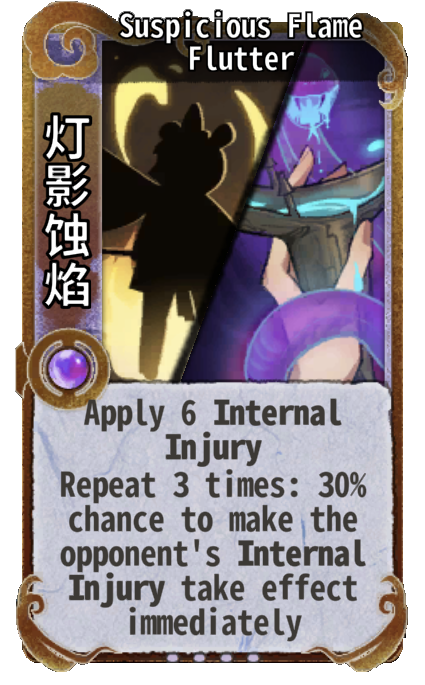 Suspicious Flame
Flutter
灯影蚀焰
Apply 6 Internal
Injury
Repeat 3 times: 30%
chance to make the
opponent's Internal
Injury take effect
immediately